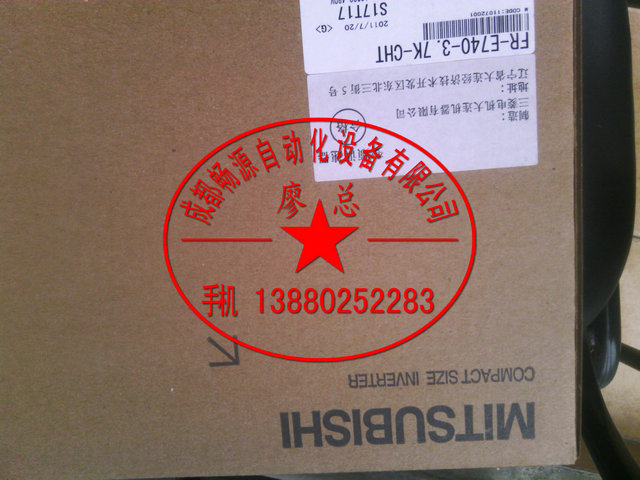 成都畅源自动化设备有限公司
廖总
手机 13880252283
MITSUBISHI
COMPACT SIZE INVERTER
制造:
三菱电机大连机器有限公司
地址:
辽宁省大连经济技术开发区东北三街5号
合格
FR-E740-3.7K-CHT
2011/7/20 <G>
S17T17